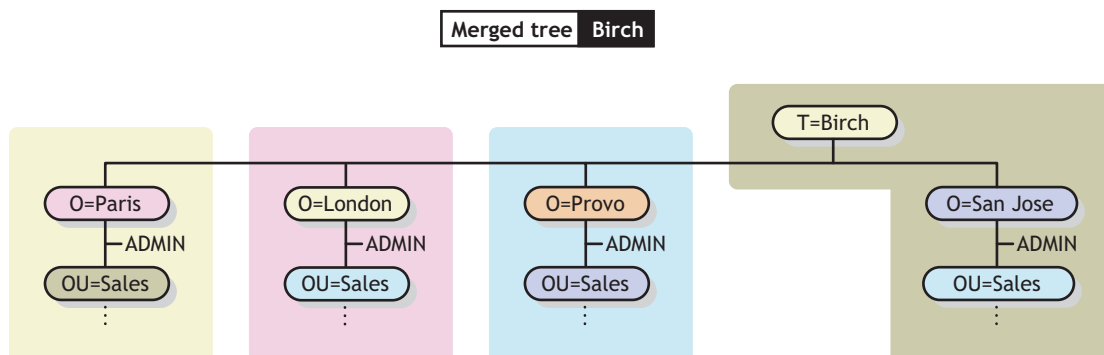 Merged tree Birch
T=Birch
O=Paris O=London O=Provo O=San Jose
ADMIN ADMIN ADMIN ADMIN
OU=Sales OU=Sales OU=Sales OU=Sales